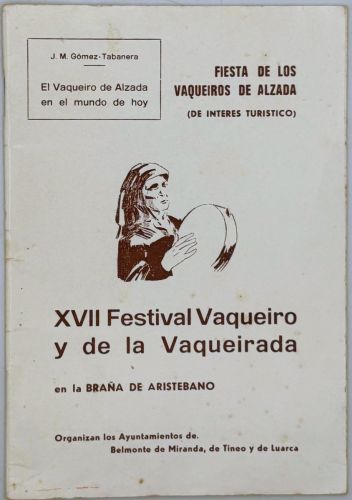 J. M. Gómez-Tabanera
El Vaqueiro de Alzada
en el mundo de hoy
FIESTA DE LOS
VAQUEIROS DE ALZADA
(DE INTERES TURISTICO)
XVII Festival Vaqueiro
y de la Vaqueirada
en la BRAÑA DE ARISTEBANO
Organizan los Ayuntamientos de.
Belmonte de Miranda, de Tineo y de Luarca